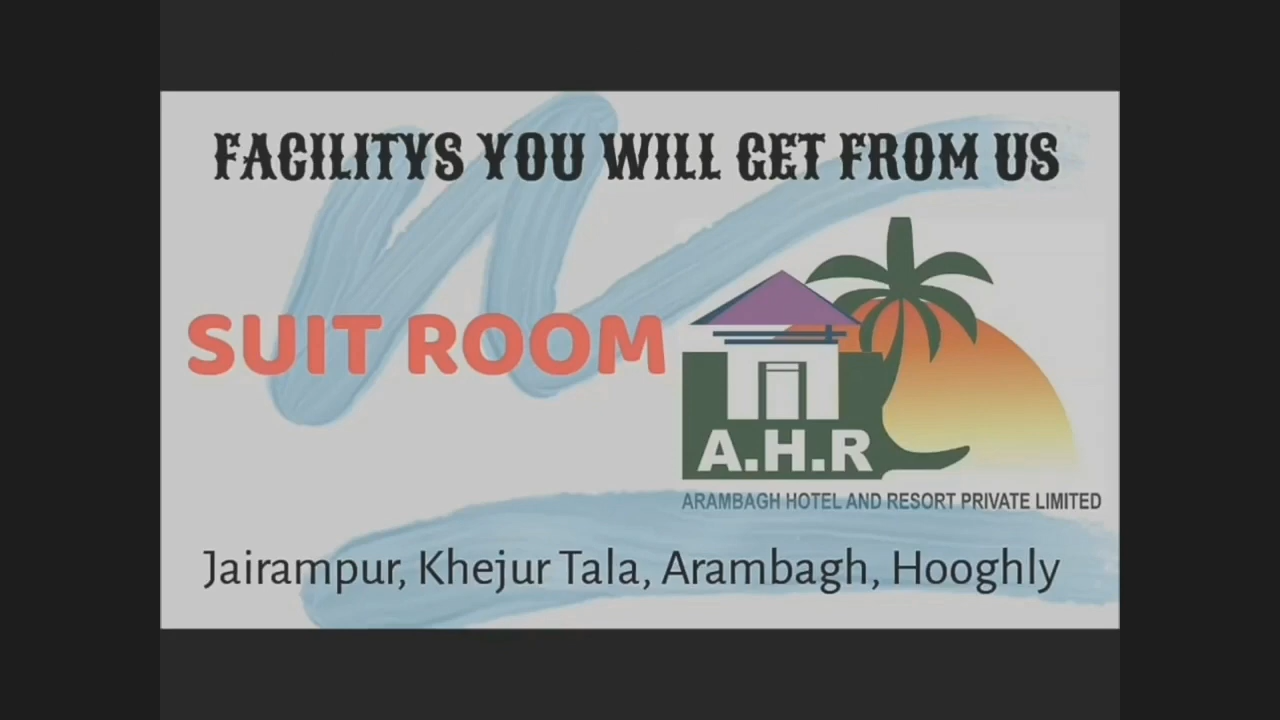 FACILITYS YOU WILL GET FROM US
SUIT ROOM
A.H.R
ARAMBAGH HOTEL AND RESORT PRIVATE LIMITED
Jairampur, Khejur Tala, Arambagh, Hooghly